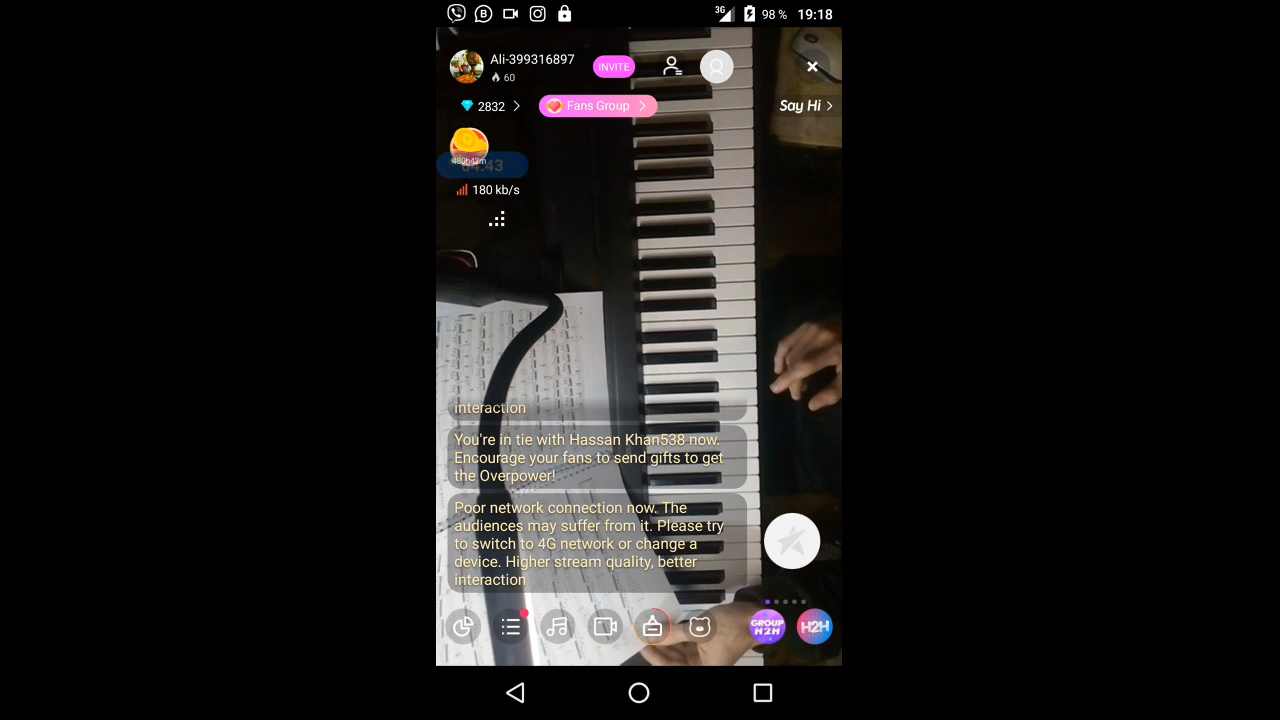 3G 98 % 19:18
Ali-399316897
60
INVITE
2832
Fans Group
Say Hi
480h42m
180 kb/s
interaction
You're in tie with Hassan Khan538 now.
Encourage your fans to send gifts to get
the Overpower!
Poor network connection now. The
audiences may suffer from it. Please try
to switch to 4G network or change a
device. Higher stream quality, better
interaction
GROUP
H2H
H2H